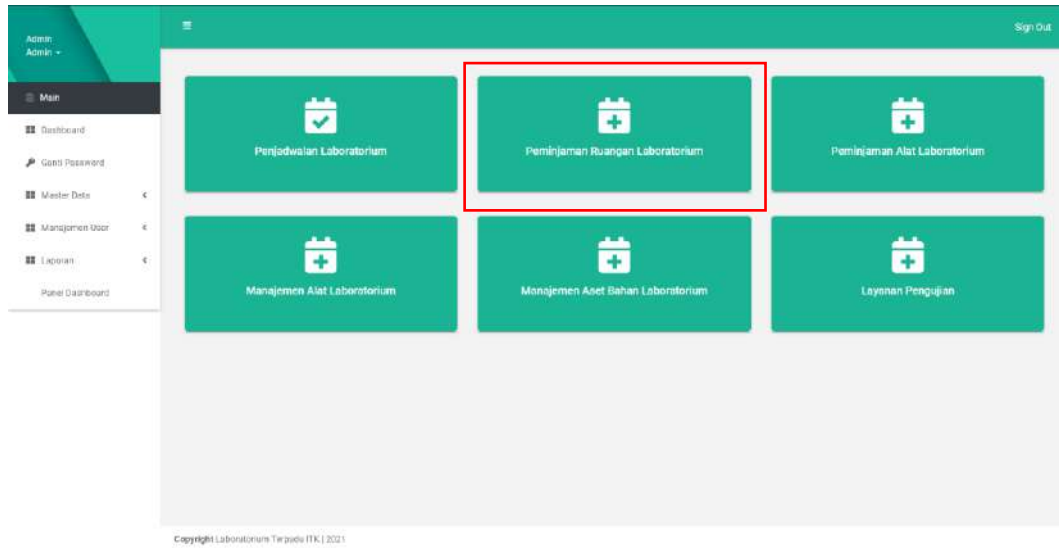 Admin
Admin
Sign Out
Main
Dashboard
Ganti Password
Master Data
Manajemen User
Laporan
Panel Dashboard
Penjadwalan Laboratorium
Peminjaman Ruangan Laboratorium
Peminjaman Alat Laboratorium
Manajemen Alat Laboratorium
Manajemen Aset Bahan Laboratorium
Layanan Pengujian
Copyright Laboratorium Terpadu ITK | 2021